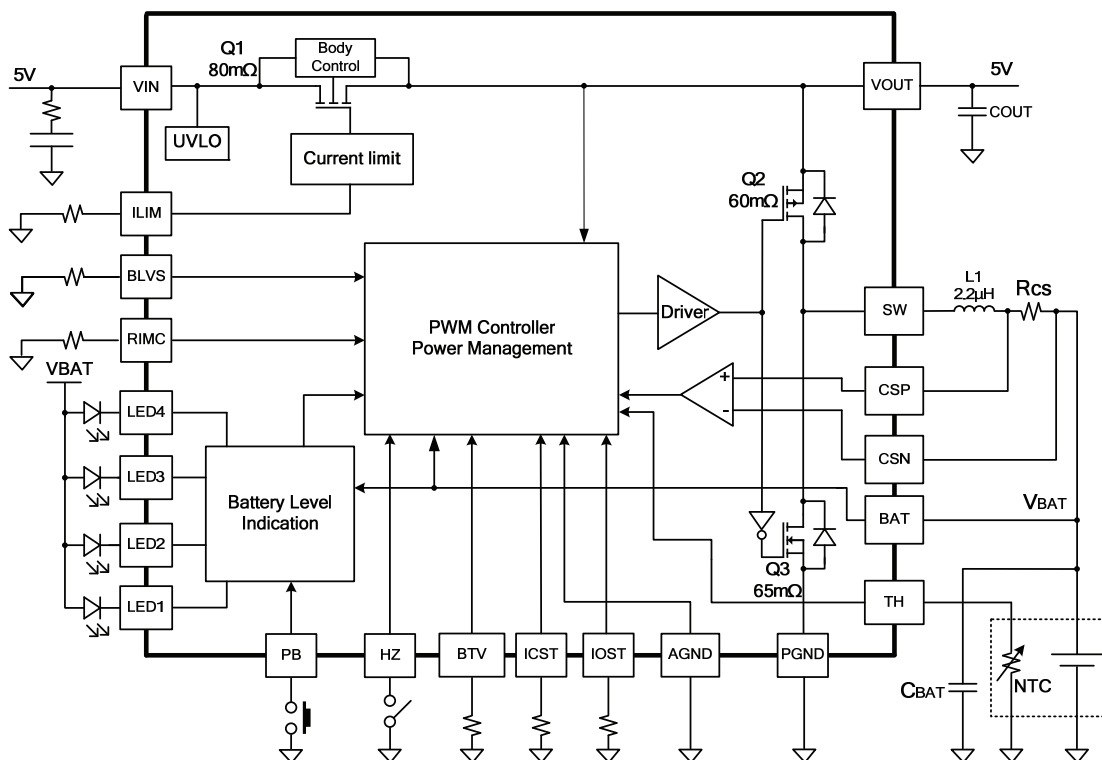 Q1
80mΩ
Body
Control
5V
VIN
UVLO
Current limit
VOUT
5V
COUT
ILIM
Q2
60mΩ
BLVS
RIMC
PWM Controller
Power Management
Driver
SW
L1
2.2µH
Rcs
VBAT
LED4
LED3
LED2
LED1
Battery Level
Indication
+
-
CSP
CSN
BAT
VBAT
Q3
65mΩ
TH
PB
HZ
BTV
ICST
IOST
AGND
PGND
CBAT
NTC